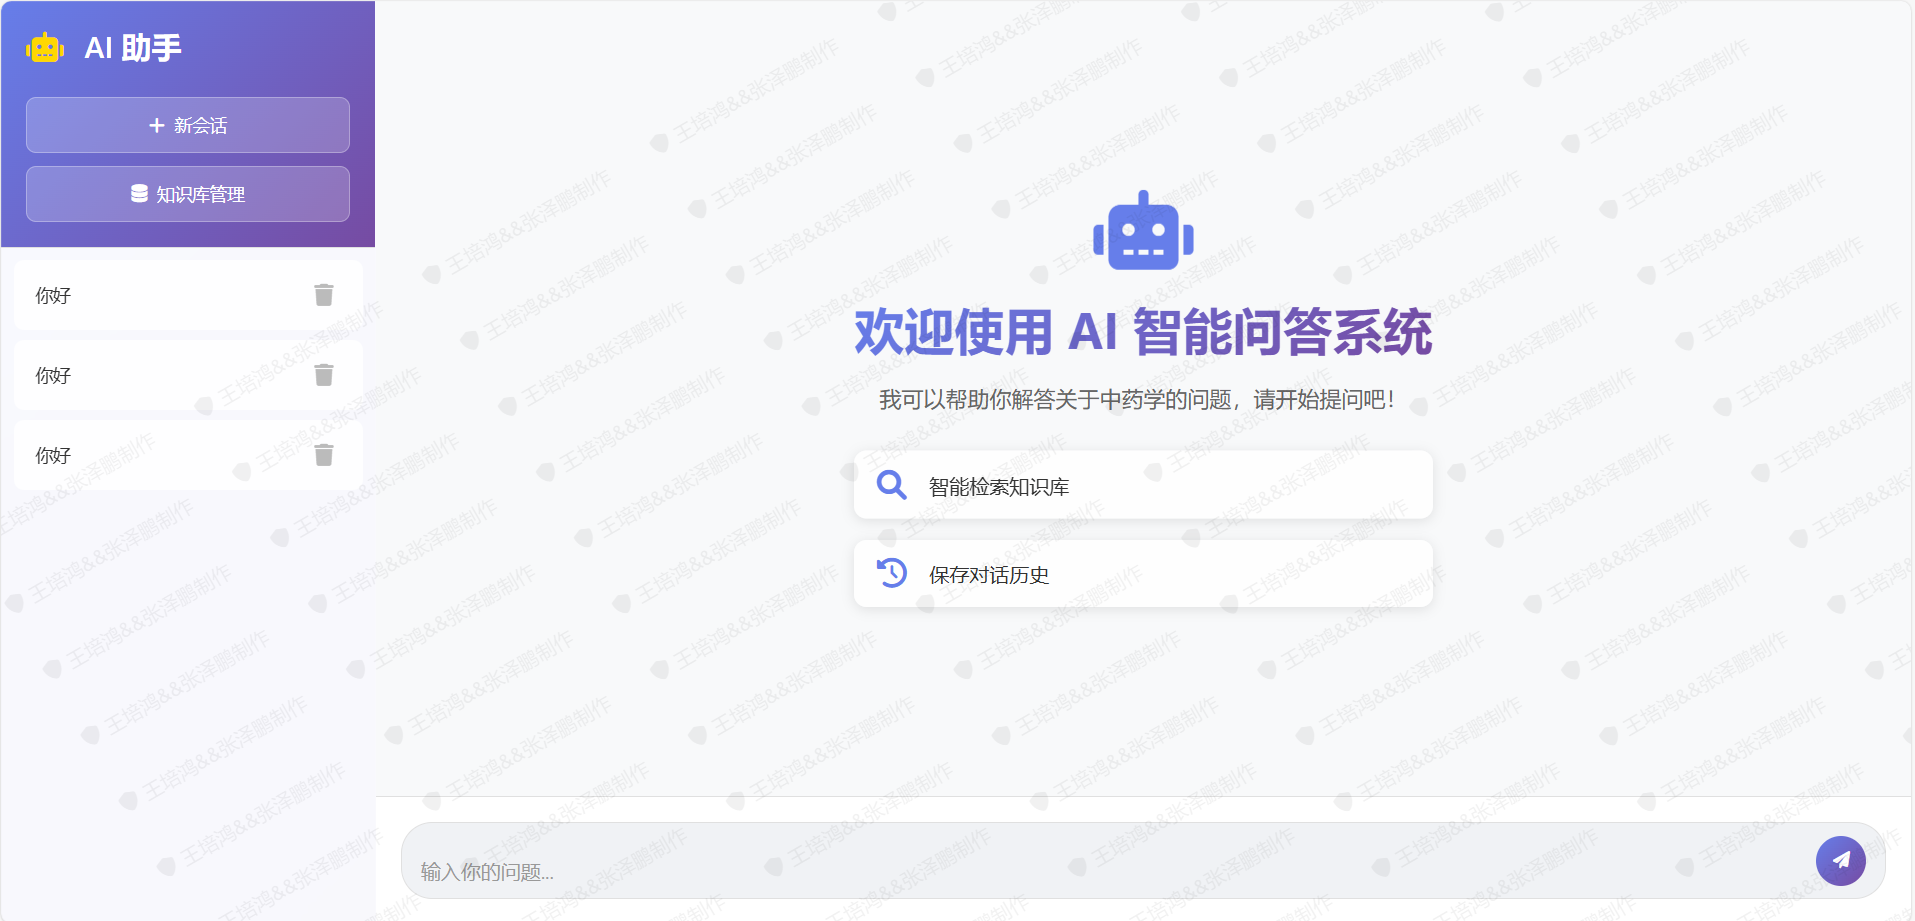 AI 助手
新会话
知识库管理
你好
你好
你好
欢迎使用 AI 智能问答系统
我可以帮助你解答关于中药学的问题，请开始提问吧！
智能检索知识库
保存对话历史
输入你的问题...
王培鸿&&张泽鹏制作